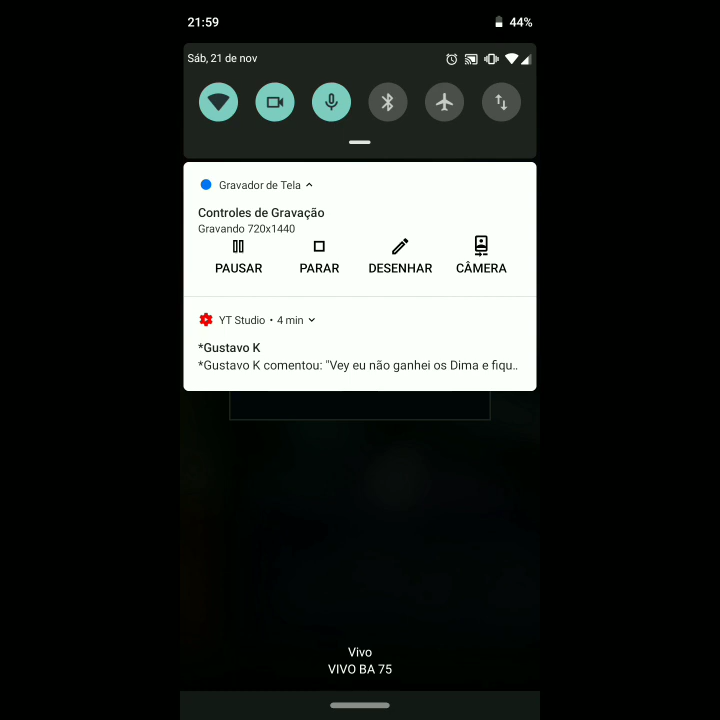 21:59
44%
Sáb, 21 de nov
Gravador de Tela
Controles de Gravação
Gravando 720x1440
PAUSAR PARAR DESENHAR CÂMERA
YT Studio • 4 min
*Gustavo K
*Gustavo K comentou: "Vey eu não ganhei os Dima e fiqu..
Vivo
VIVO BA 75